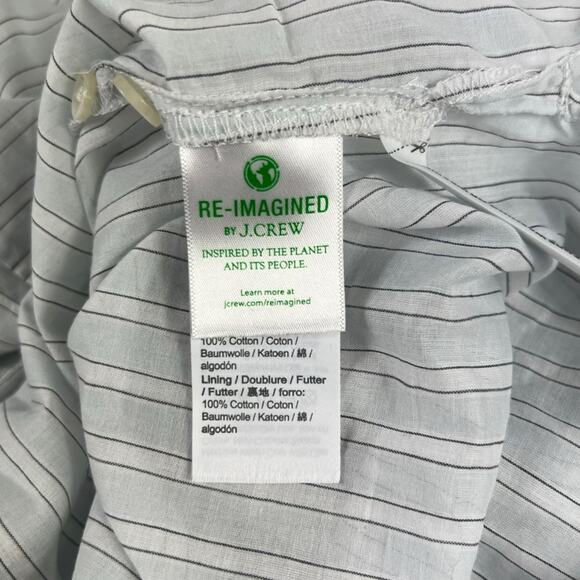 RE-IMAGINED
BY J.CREW
INSPIRED BY THE PLANET
AND ITS PEOPLE.
Learn more at
jcrew.com/reimagined
100% Cotton / Coton /
Baumwolle / Katoen / 綿 /
algodón
Lining / Doublure / Futter
/ Futter / 裏地 / forro:
100% Cotton / Coton /
Baumwolle / Katoen / 綿 /
algodón